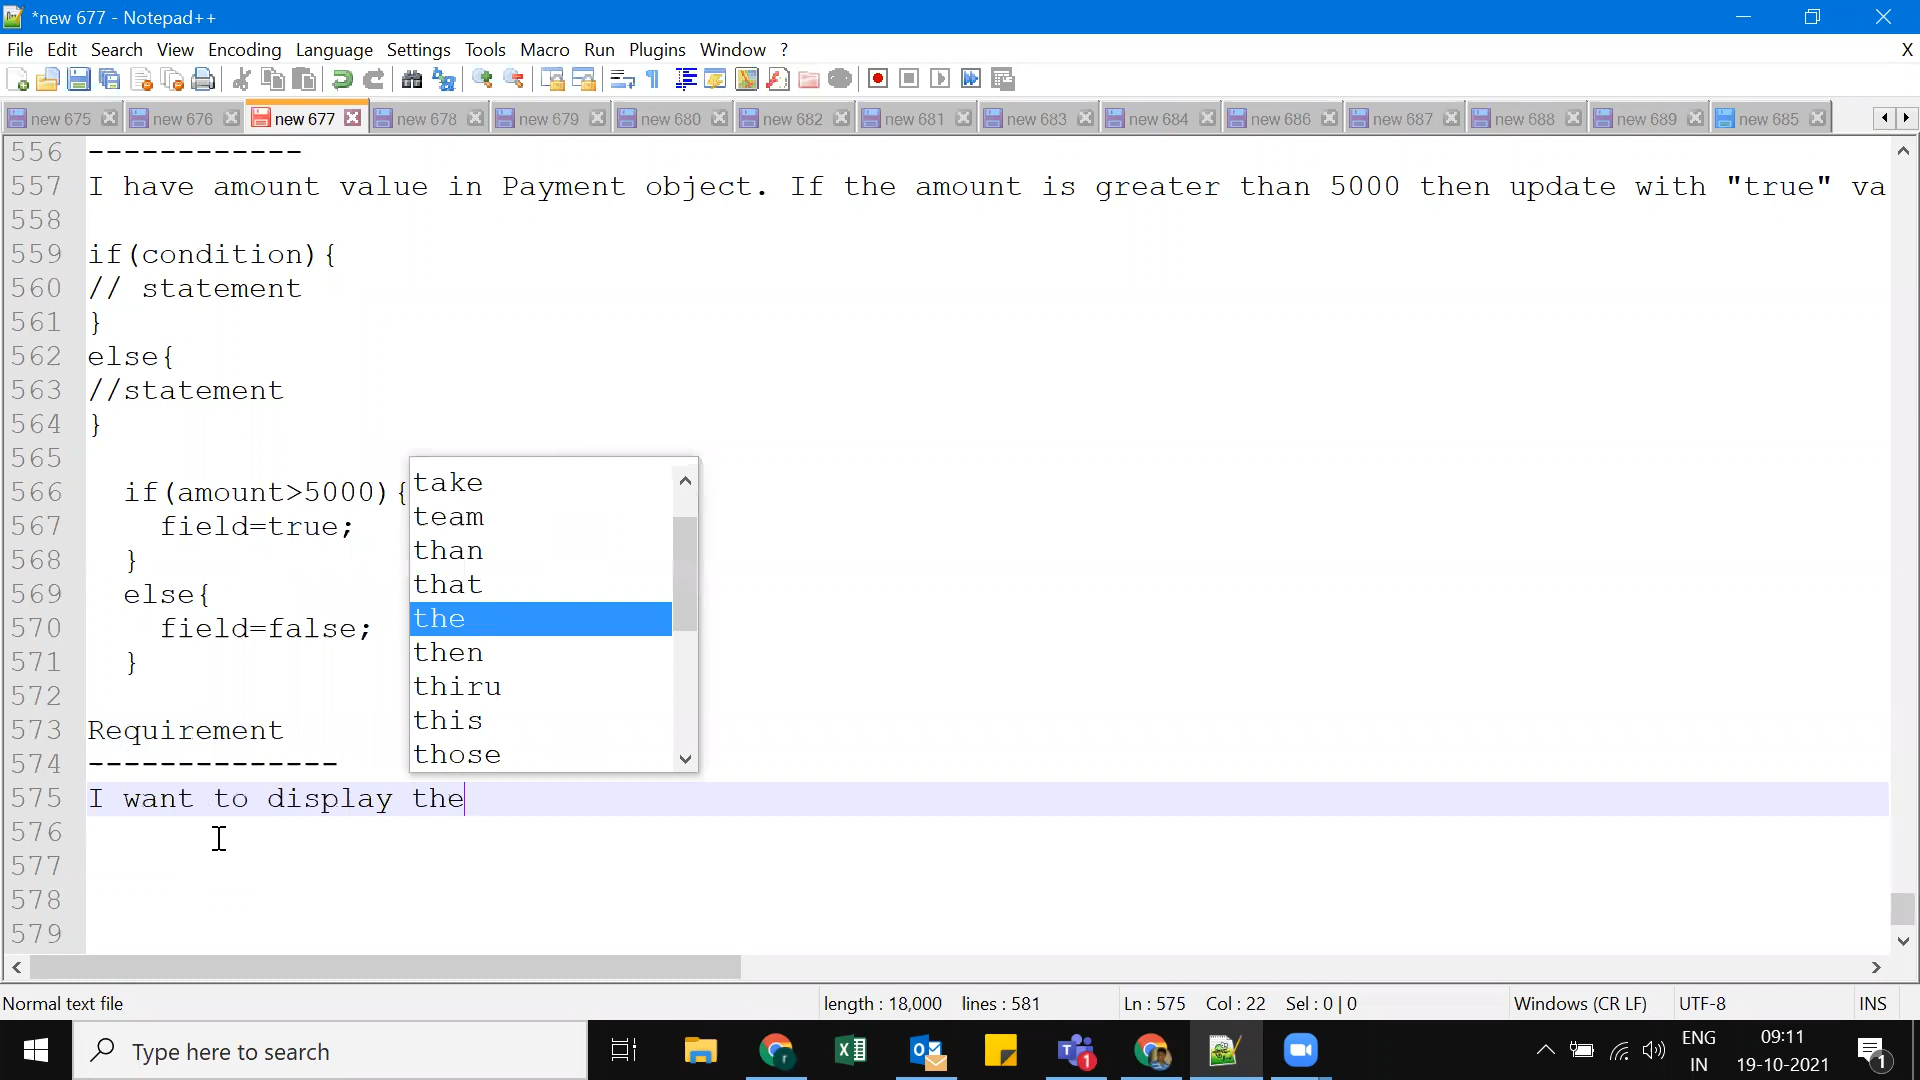 *new 677 - Notepad++
File Edit Search View Encoding Language Settings Tools Macro Run Plugins Window ? X
new 675 new 676 new 677 new 678 new 679 new 680 new 682 new 681 new 683 new 684 new 686 new 687 new 688 new 689 new 685
556 ------------
557 I have amount value in Payment object. If the amount is greater than 5000 then update with "true" va
558
559 if(condition){
560 // statement
561 }
562 else{
563 //statement
564 }
565
566 if(amount>5000){
567 field=true;
568 }
569 else{
570 field=false;
571 }
572
573 Requirement
574 --------------
575 I want to display the
576
577
578
579
take
team
than
that
the
then
thiru
this
those
Normal text file length : 18,000 lines : 581 Ln : 575 Col : 22 Sel : 0 | 0 Windows (CR LF) UTF-8 INS
Type here to search
ENG
IN
09:11
19-10-2021
1
1